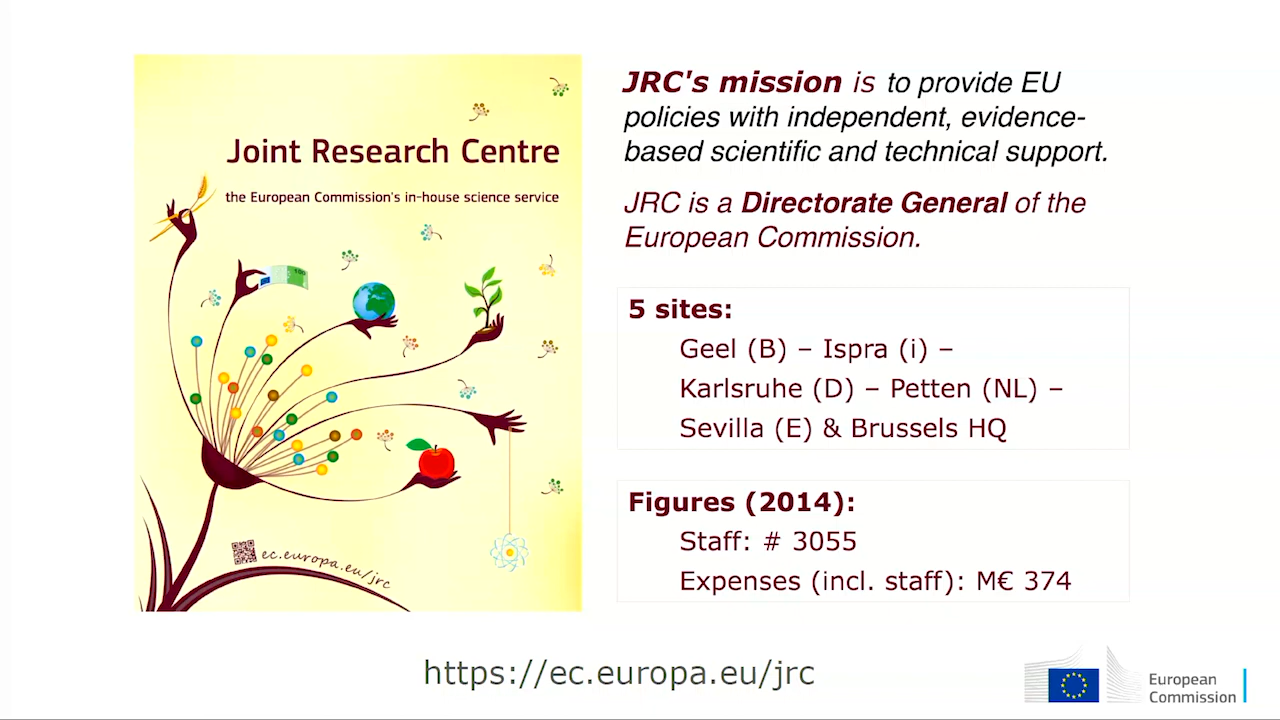 Joint Research Centre
the European Commission's in-house science service
100
ec.europa.eu/jrc
JRC's mission is to provide EU
policies with independent, evidence-
based scientific and technical support.
JRC is a Directorate General of the
European Commission.
5 sites:
Geel (B) – Ispra (i) –
Karlsruhe (D) – Petten (NL) –
Sevilla (E) & Brussels HQ
Figures (2014):
Staff: # 3055
Expenses (incl. staff): M€ 374
https://ec.europa.eu/jrc
European
Commission